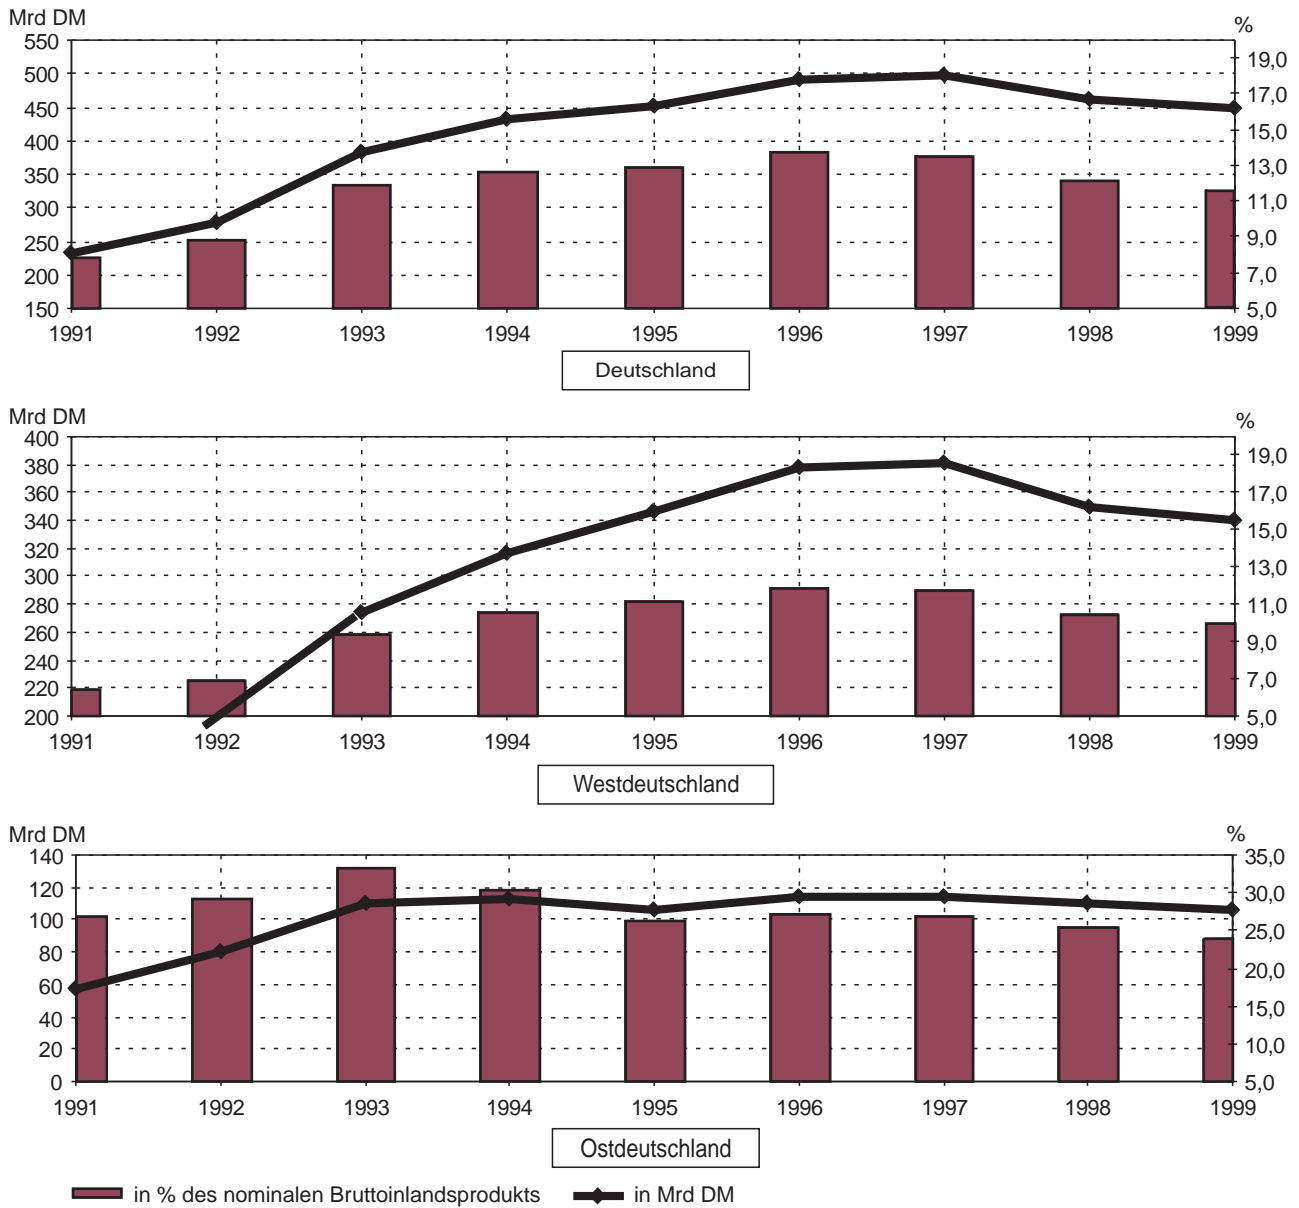 Mrd DM %
550
500 19,0
450 17,0
400 15,0
350 13,0
300 11,0
250 9,0
200 7,0
150 5,0
1991 1992 1993 1994 1995 1996 1997 1998 1999
Deutschland
Mrd DM %
400
380 19,0
360 17,0
340 15,0
320
300 13,0
280 11,0
260 9,0
240
220 7,0
200 5,0
1991 1992 1993 1994 1995 1996 1997 1998 1999
Westdeutschland
Mrd DM %
140 35,0
120 30,0
100 25,0
80 20,0
60 15,0
40 10,0
20
0 5,0
1991 1992 1993 1994 1995 1996 1997 1998 1999
Ostdeutschland
in % des nominalen Bruttoinlandsprodukts in Mrd DM